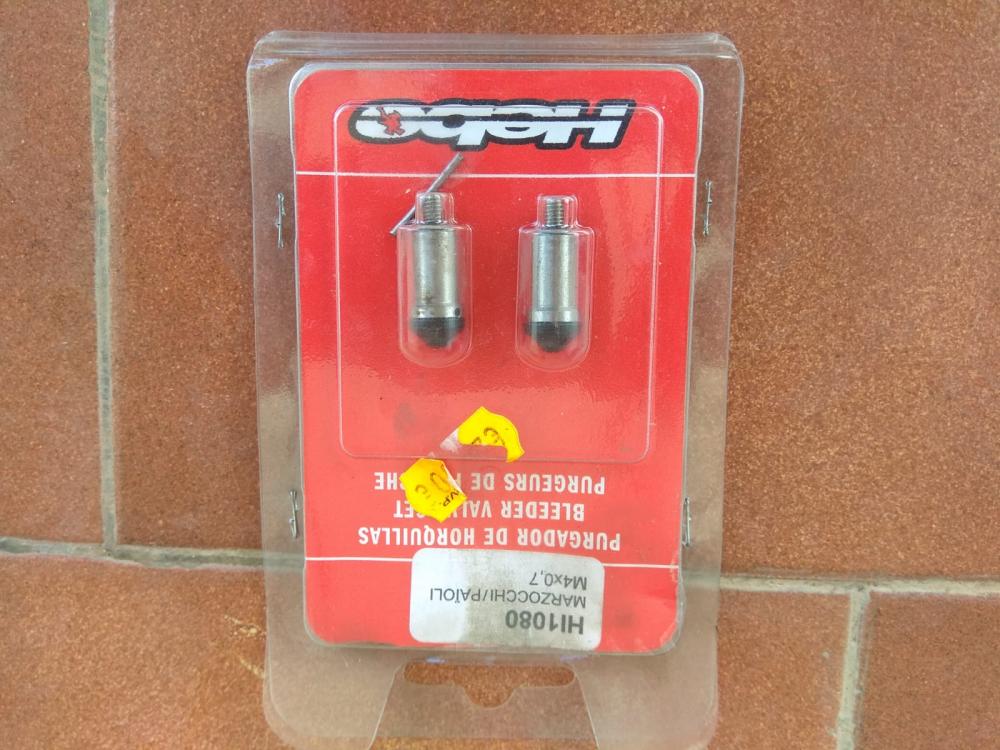 HI1080
MARZOCCHI/PAÏOLI
M4x0,7
PURGADOR DE HORQUILLAS
BLEEDER
PURGEURS DE
Hebo